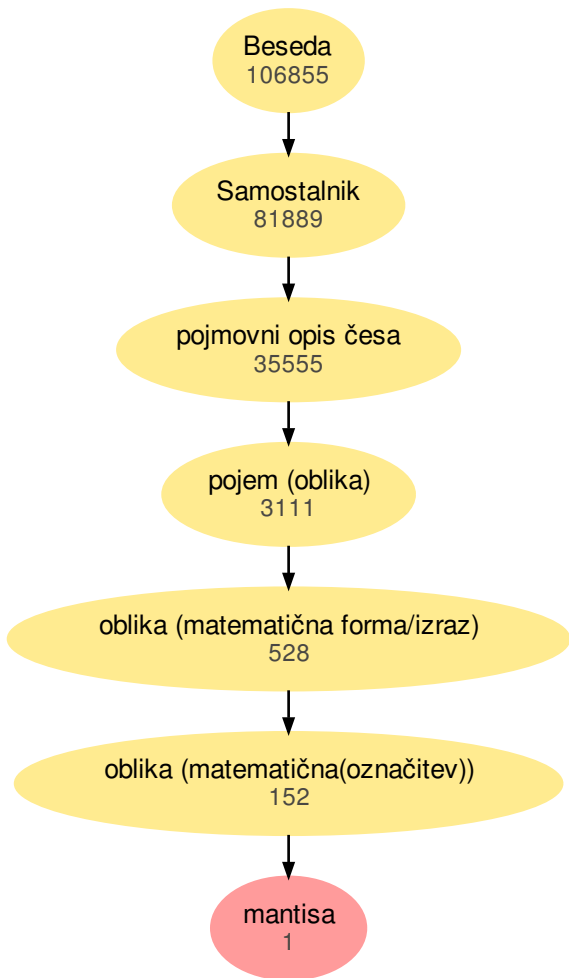 Beseda
106855
Samostalnik
81889
pojmovni opis česa
35555
pojem (oblika)
3111
oblika (matematična forma/izraz)
528
oblika (matematična(označitev))
152
mantisa
1